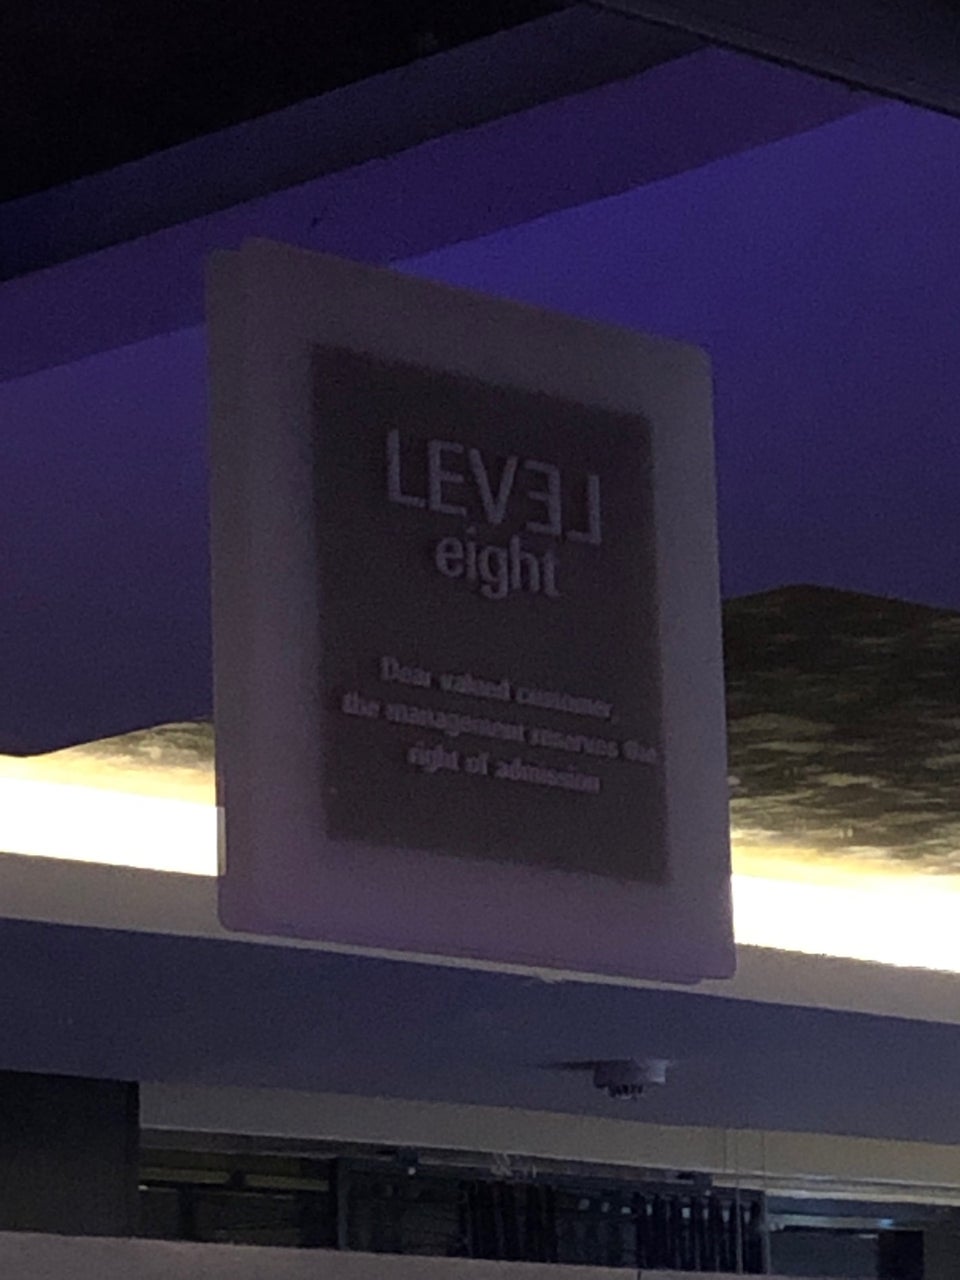 LEVEL
eight
Dear valued customer,
the management reserves the
right of admission